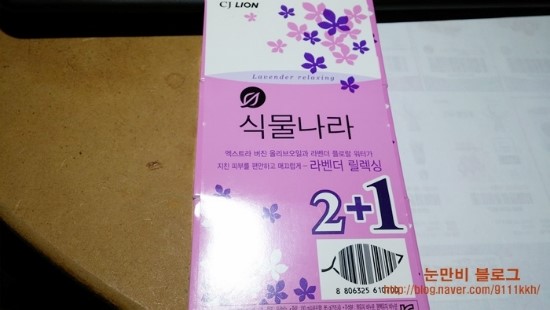 CJ LION
Lavender relaxing
식물나라
엑스트라 버진 올리브오일과 라벤더 플로랄 워터가
지친 피부를 편안하고 매끄럽게~ 라벤더 릴렉싱
2+1
8 806325 610
눈만비 블로그
http://blog.naver.com/9111kkh/